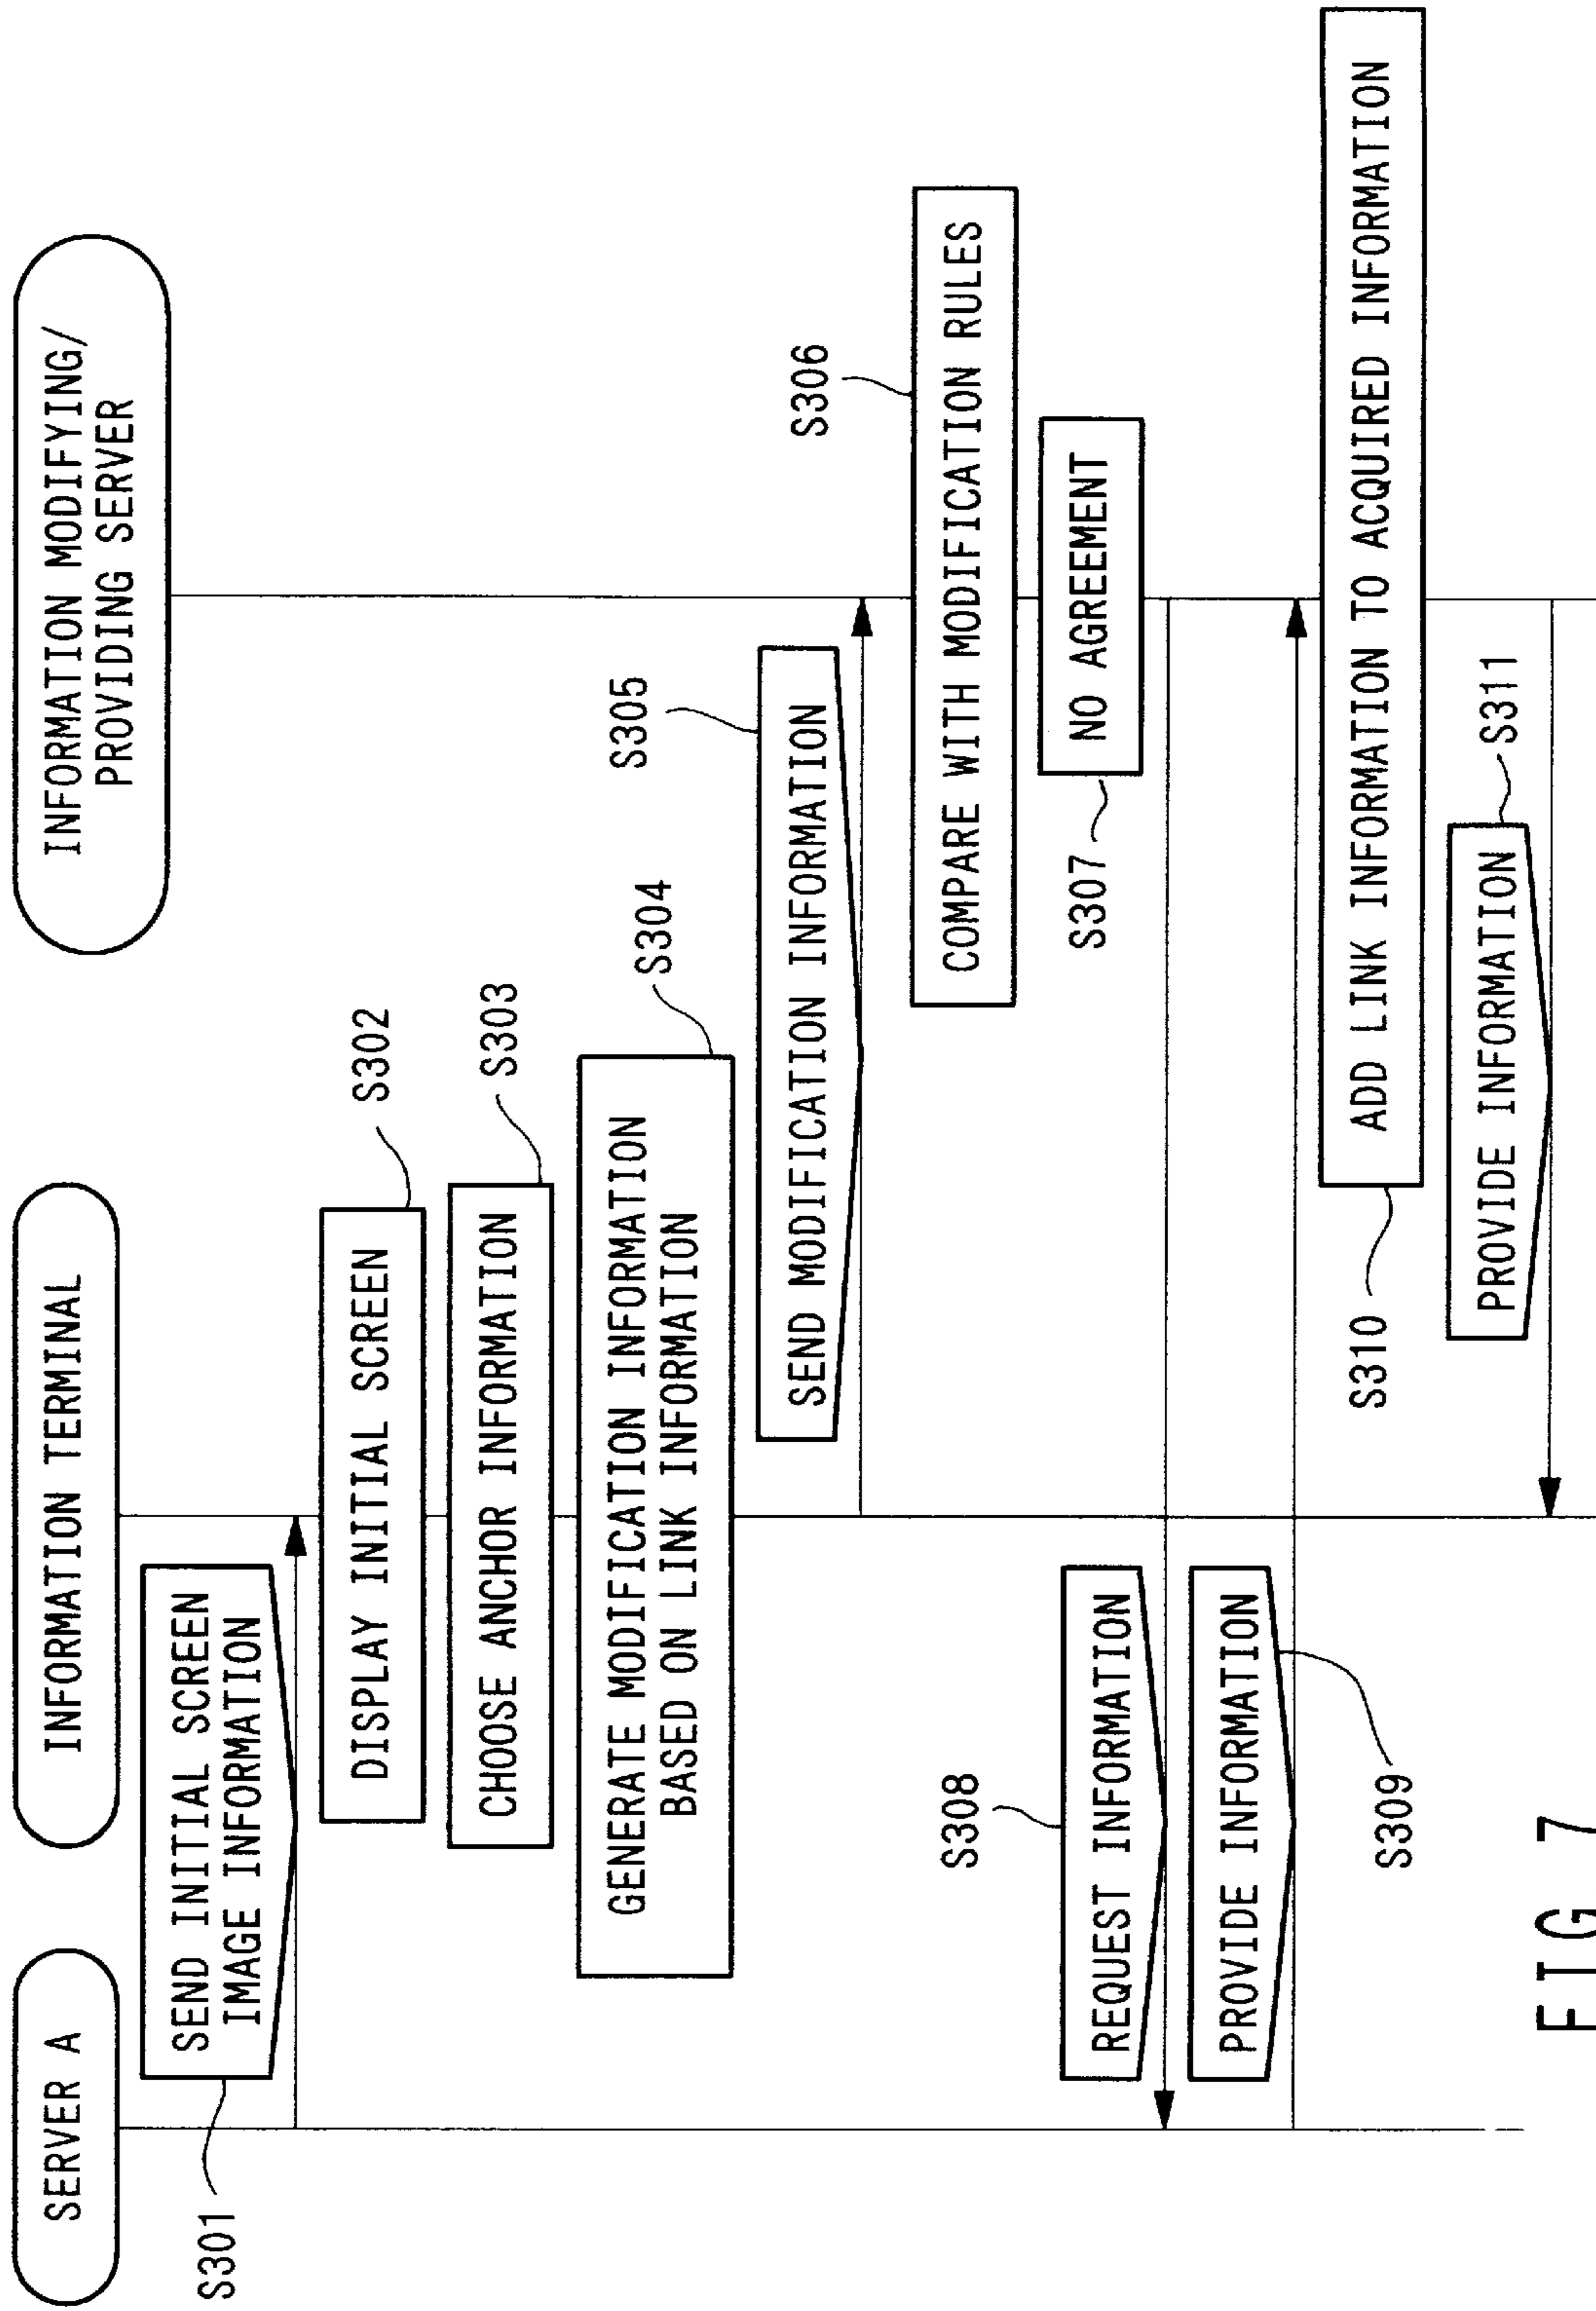 SERVER A
INFORMATION TERMINAL
INFORMATION MODIFYING/
PROVIDING SERVER
S301
SEND INITIAL SCREEN
IMAGE INFORMATION
DISPLAY INITIAL SCREEN
S302
CHOOSE ANCHOR INFORMATION
S303
GENERATE MODIFICATION INFORMATION
BASED ON LINK INFORMATION
S304
SEND MODIFICATION INFORMATION
S305
COMPARE WITH MODIFICATION RULES
S306
NO AGREEMENT
S307
REQUEST INFORMATION
S308
PROVIDE INFORMATION
S309
ADD LINK INFORMATION TO ACQUIRED INFORMATION
S310
PROVIDE INFORMATION
S311
FIG 7